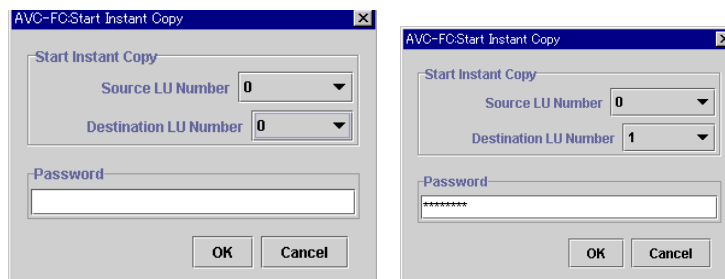 AVC-FC:Start Instant Copy
Start Instant Copy
Source LU Number 0
Destination LU Number 0
Password
OK Cancel
AVC-FC:Start Instant Copy
Start Instant Copy
Source LU Number 0
Destination LU Number 1
Password
********
OK Cancel